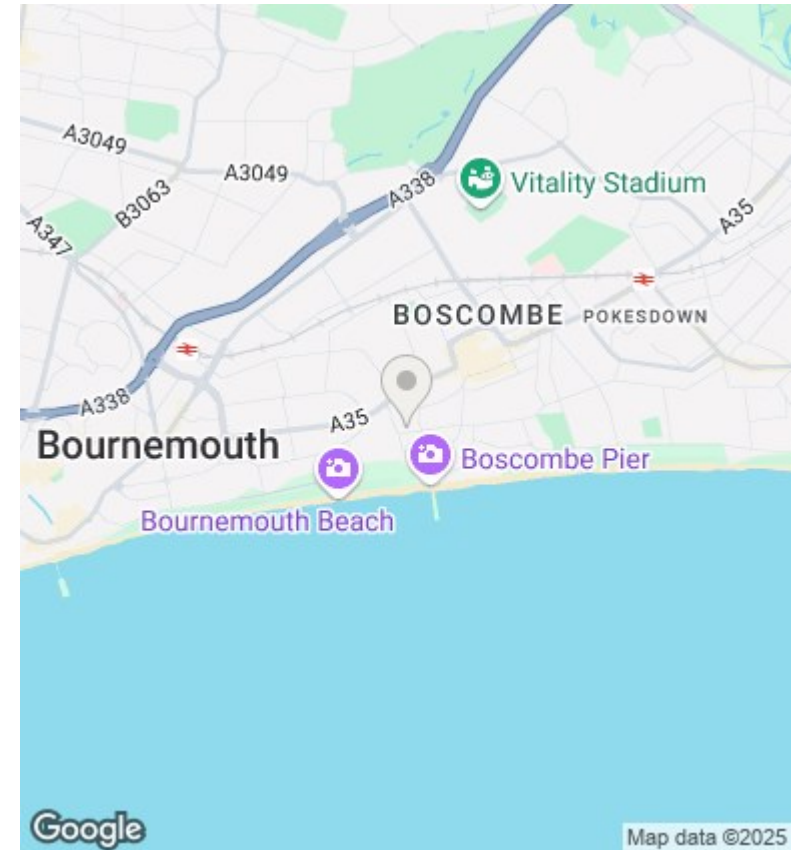 A3049
A3049
B3063
A338
Vitality Stadium
A35
A347
BOSCOMBE
POKESDOWN
A338
A35
Bournemouth
Boscombe Pier
Bournemouth Beach
Google
Map data ©2025